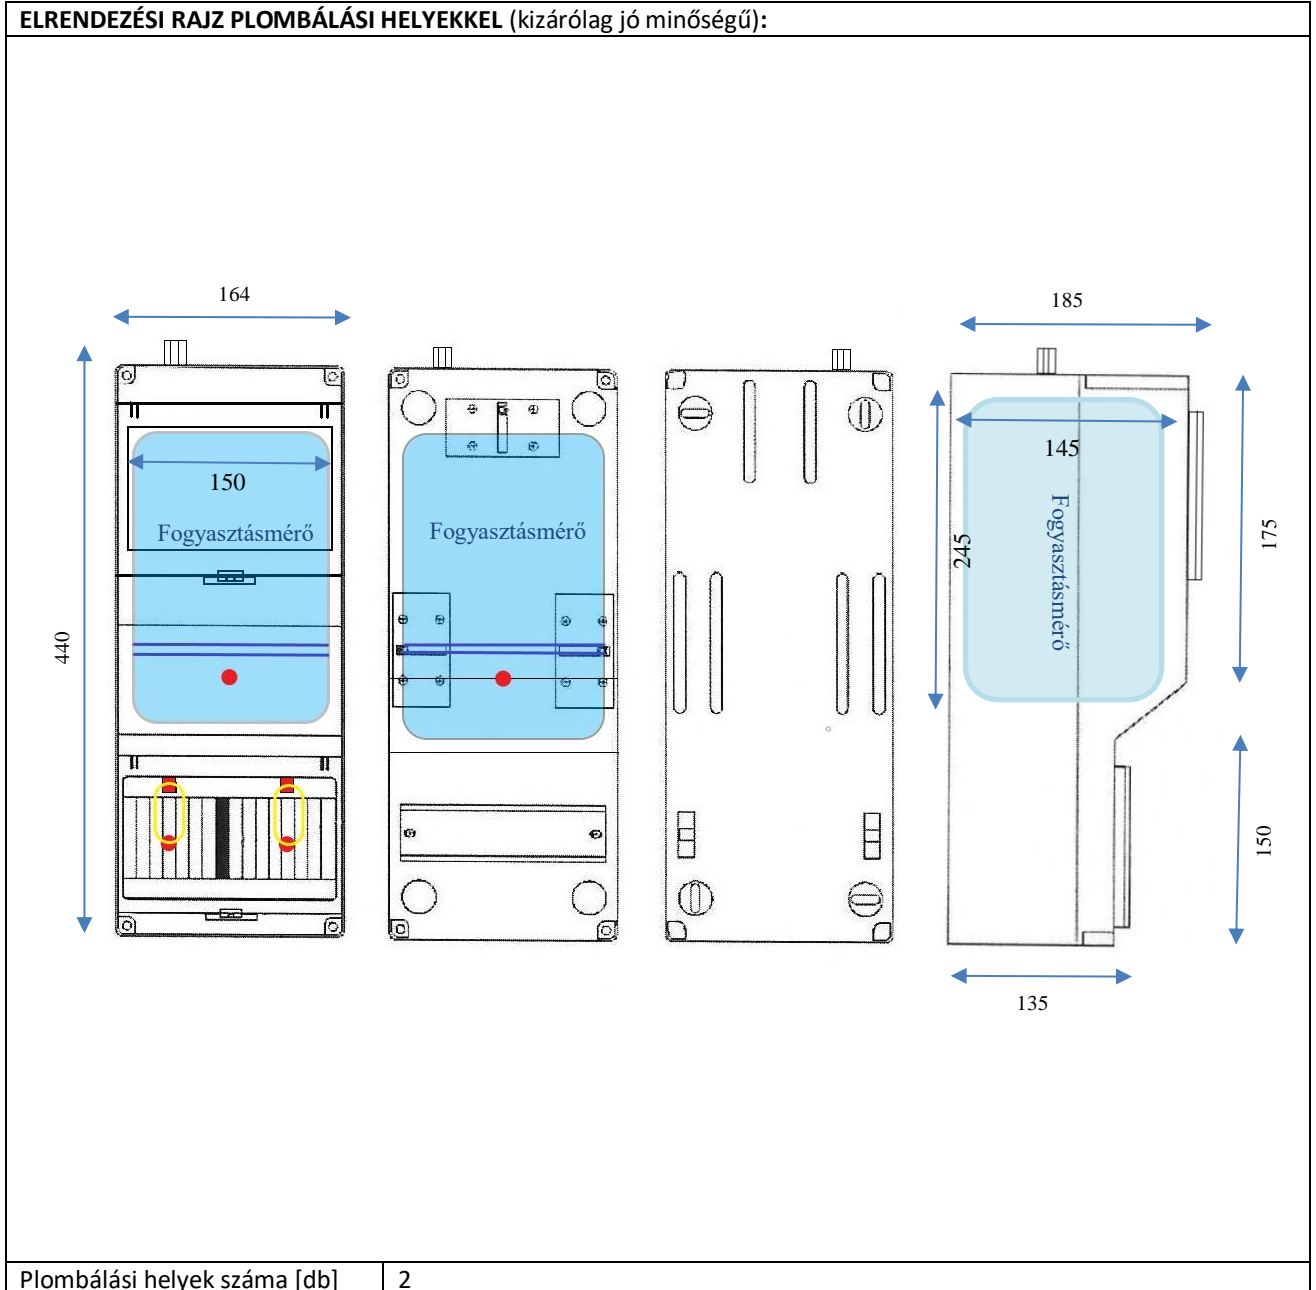 ELRENDEZÉSI RAJZ PLOMBÁLÁSI HELYEKKEL (kizárólag jó minőségű):
164
185
150
145
Fogyasztásmérő
Fogyasztásmérő
Fogyasztásmérő
245
175
440
150
135
Plombálási helyek száma [db] 2